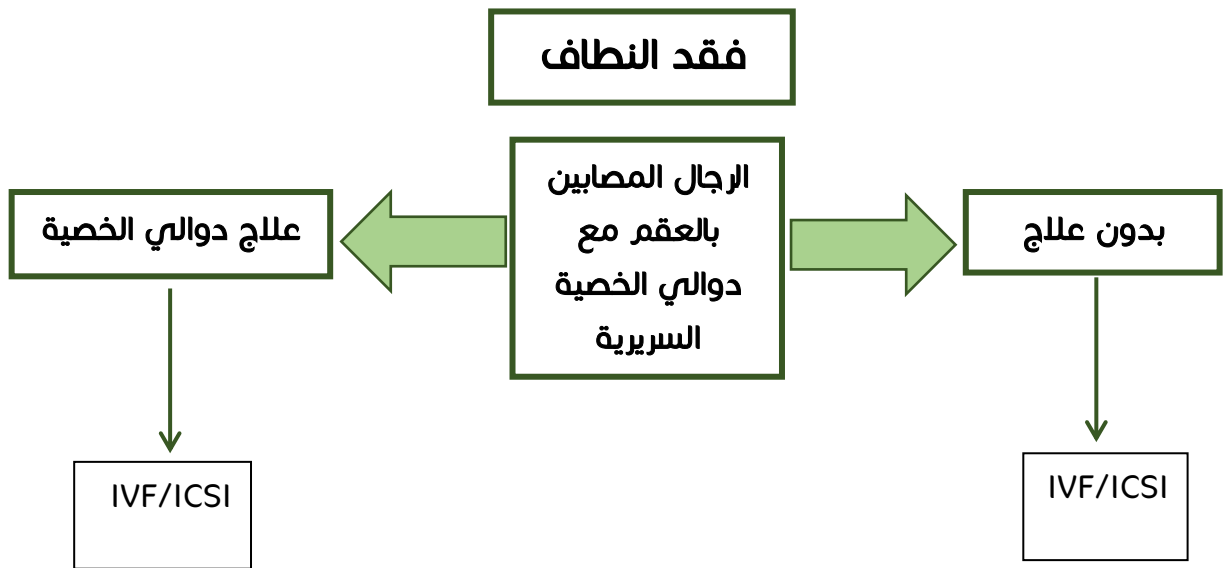 فقد النطاف
الرجال المصابين
بالعقم مع
دوالي الخصية
السريرية
بدون علاج
علاج دوالي الخصية
IVF/ICSI
IVF/ICSI